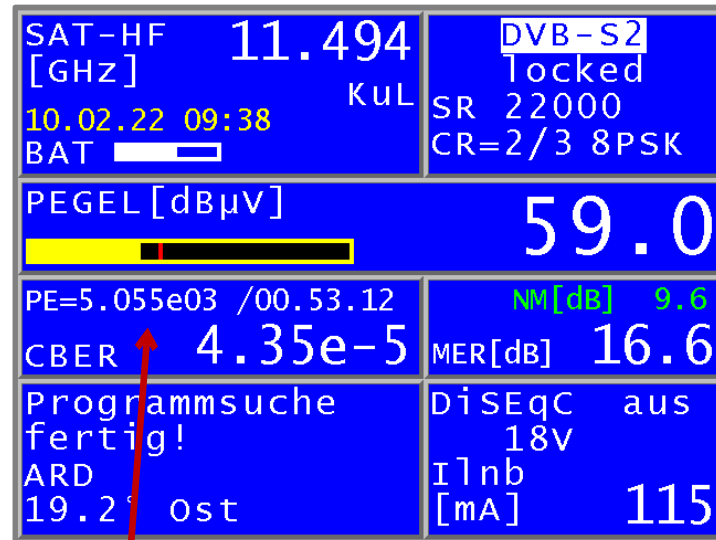 SAT-HF 11.494
[GHz]
KuL
10.02.22 09:38
BAT
DVB-S2
locked
SR 22000
CR=2/3 8PSK
PEGEL[dBµV]
59.0
PE=5.055e03 /00.53.12
CBER 4.35e-5
NM[dB] 9.6
MER[dB] 16.6
Programmsuche
fertig!
ARD
19.2° Ost
DiSEqC aus
18V
Ilnb
[mA] 115